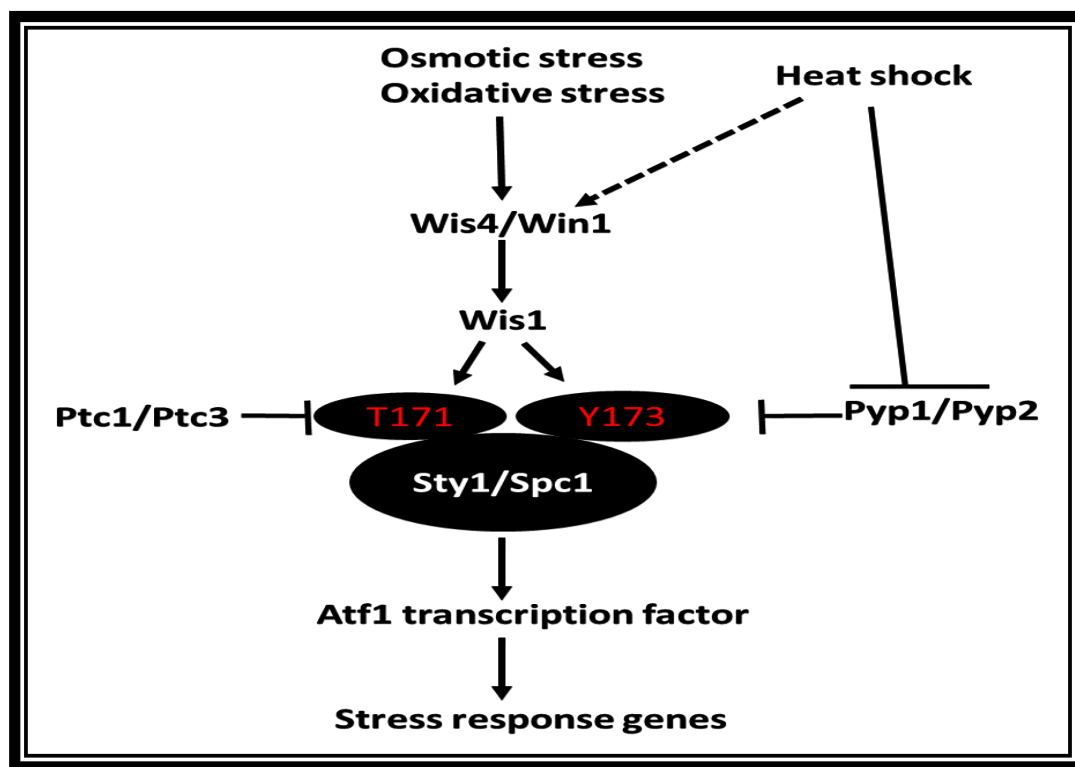 Osmotic stress
Oxidative stress
Heat shock
Wis4/Win1
Wis1
Ptc1/Ptc3
T171
Y173
Pyp1/Pyp2
Sty1/Spc1
Atf1 transcription factor
Stress response genes